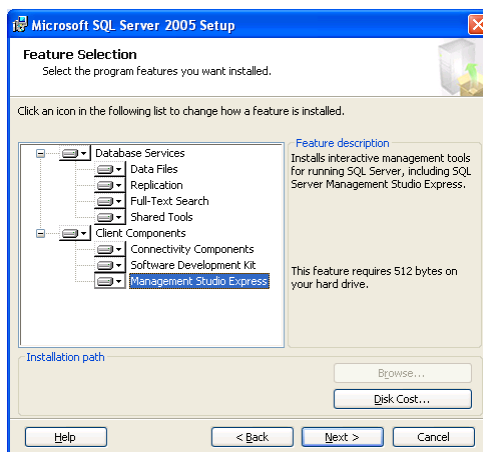 Microsoft SQL Server 2005 Setup
Feature Selection
Select the program features you want installed.
Click an icon in the following list to change how a feature is installed.
Database Services
Data Files
Replication
Full-Text Search
Shared Tools
Client Components
Connectivity Components
Software Development Kit
Management Studio Express
Feature description
Installs interactive management tools
for running SQL Server, including SQL
Server Management Studio Express.
This feature requires 512 bytes on
your hard drive.
Installation path
Browse...
Disk Cost...
Help
< Back
Next >
Cancel